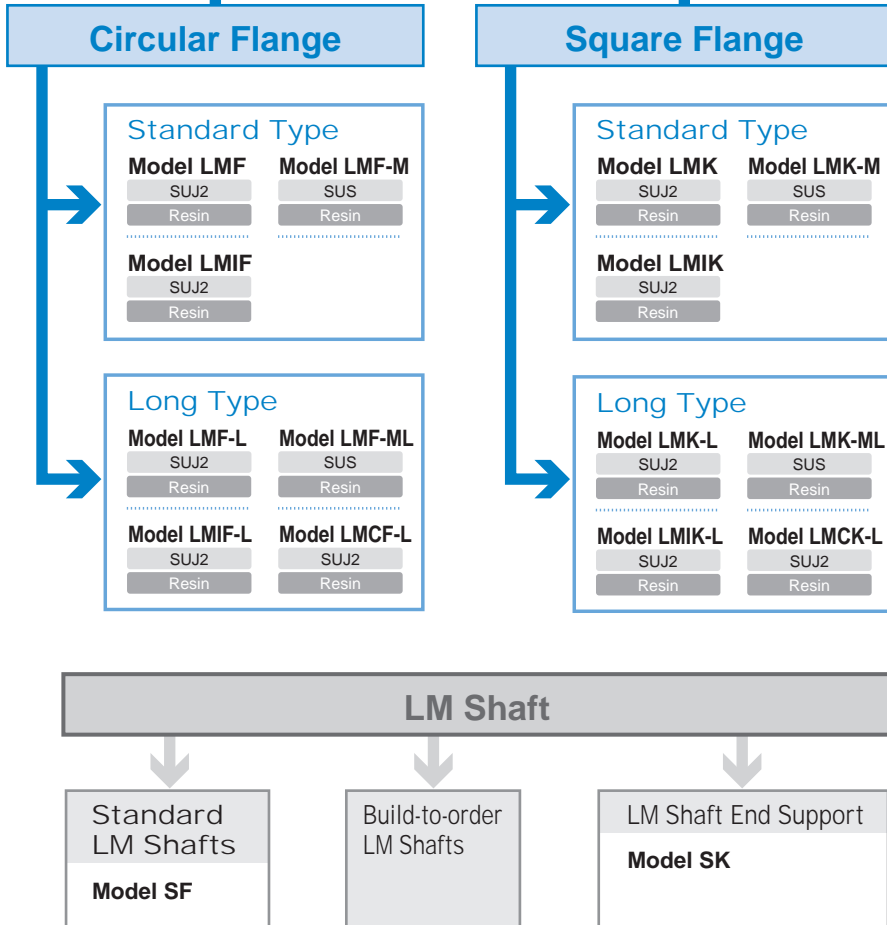 Circular Flange
Standard Type
Model LMF Model LMF-M
SUJ2 SUS
Resin Resin
Model LMIF
SUJ2
Resin
Long Type
Model LMF-L Model LMF-ML
SUJ2 SUS
Resin Resin
Model LMIF-L Model LMCF-L
SUJ2 SUJ2
Resin Resin
Square Flange
Standard Type
Model LMK Model LMK-M
SUJ2 SUS
Resin Resin
Model LMIK
SUJ2
Resin
Long Type
Model LMK-L Model LMK-ML
SUJ2 SUS
Resin Resin
Model LMIK-L Model LMCK-L
SUJ2 SUJ2
Resin Resin
LM Shaft
Standard
LM Shafts
Model SF
Build-to-order
LM Shafts
LM Shaft End Support
Model SK